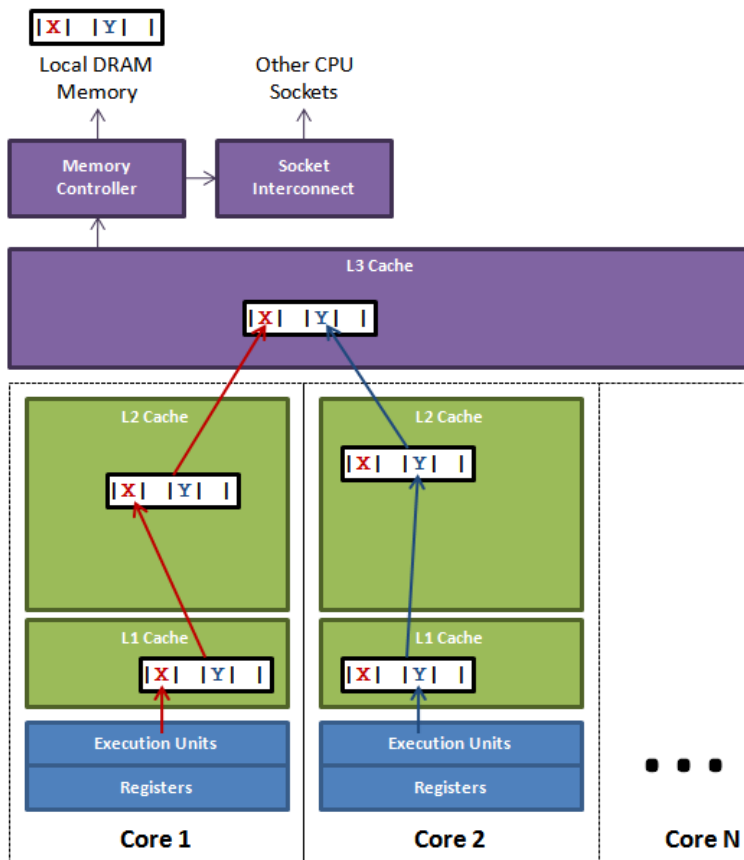 |X| |Y| |
Local DRAM
Memory
Other CPU
Sockets
Memory
Controller
Socket
Interconnect
L3 Cache
|X| |Y| |
L2 Cache
|X| |Y| |
L1 Cache
|X| |Y| |
Execution Units
Registers
Core 1
L2 Cache
|X| |Y| |
L1 Cache
|X| |Y| |
Execution Units
Registers
Core 2
...
Core N